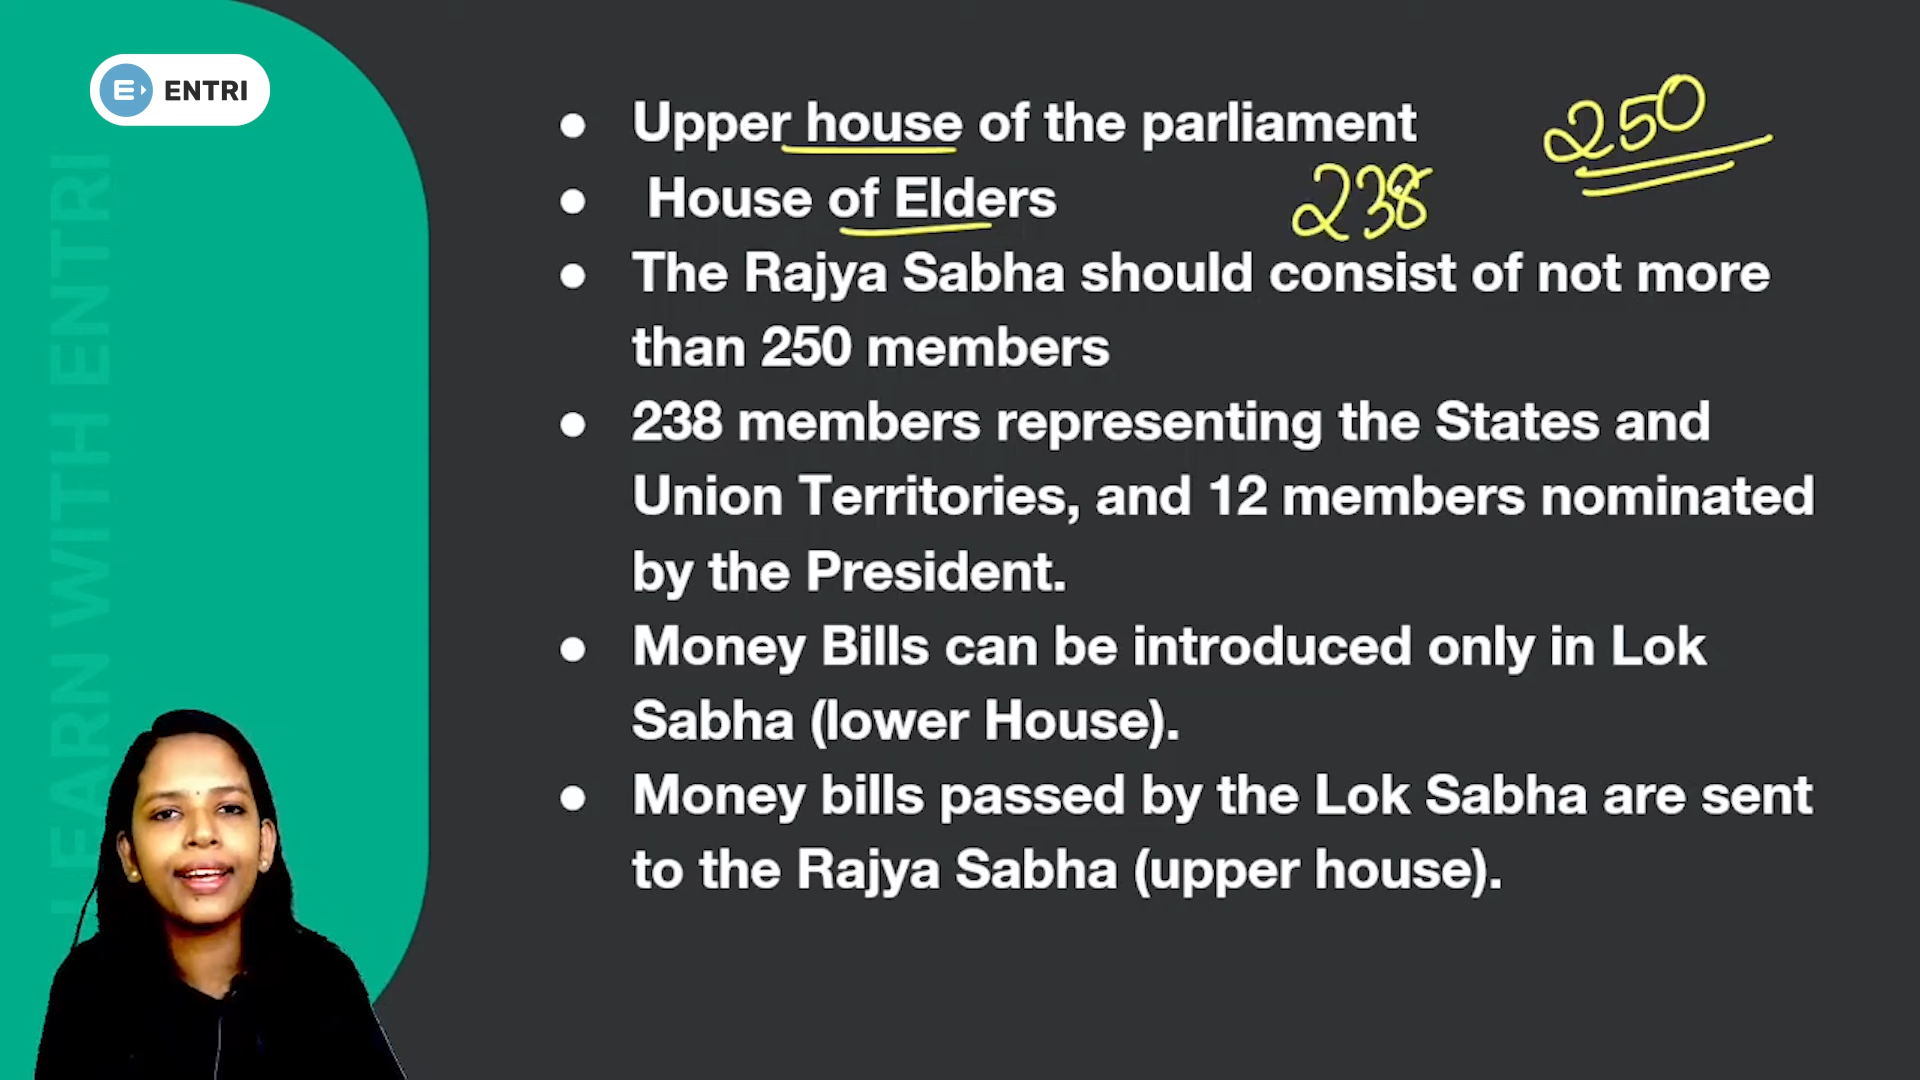 ENTRI
LEARN WITH ENTRI
● Upper house of the parliament
250
● House of Elders
238
● The Rajya Sabha should consist of not more
than 250 members
● 238 members representing the States and
Union Territories, and 12 members nominated
by the President.
● Money Bills can be introduced only in Lok
Sabha (lower House).
● Money bills passed by the Lok Sabha are sent
to the Rajya Sabha (upper house).